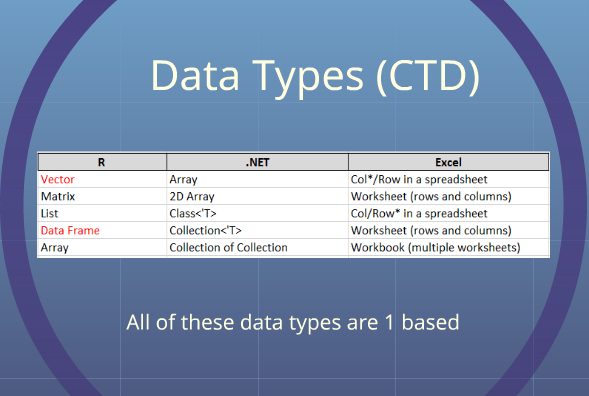 Data Types (CTD)
R .NET Excel
Vector Array Col*/Row in a spreadsheet
Matrix 2D Array Worksheet (rows and columns)
List Class<'T> Col/Row* in a spreadsheet
Data Frame Collection<'T> Worksheet (rows and columns)
Array Collection of Collection Workbook (multiple worksheets)
All of these data types are 1 based